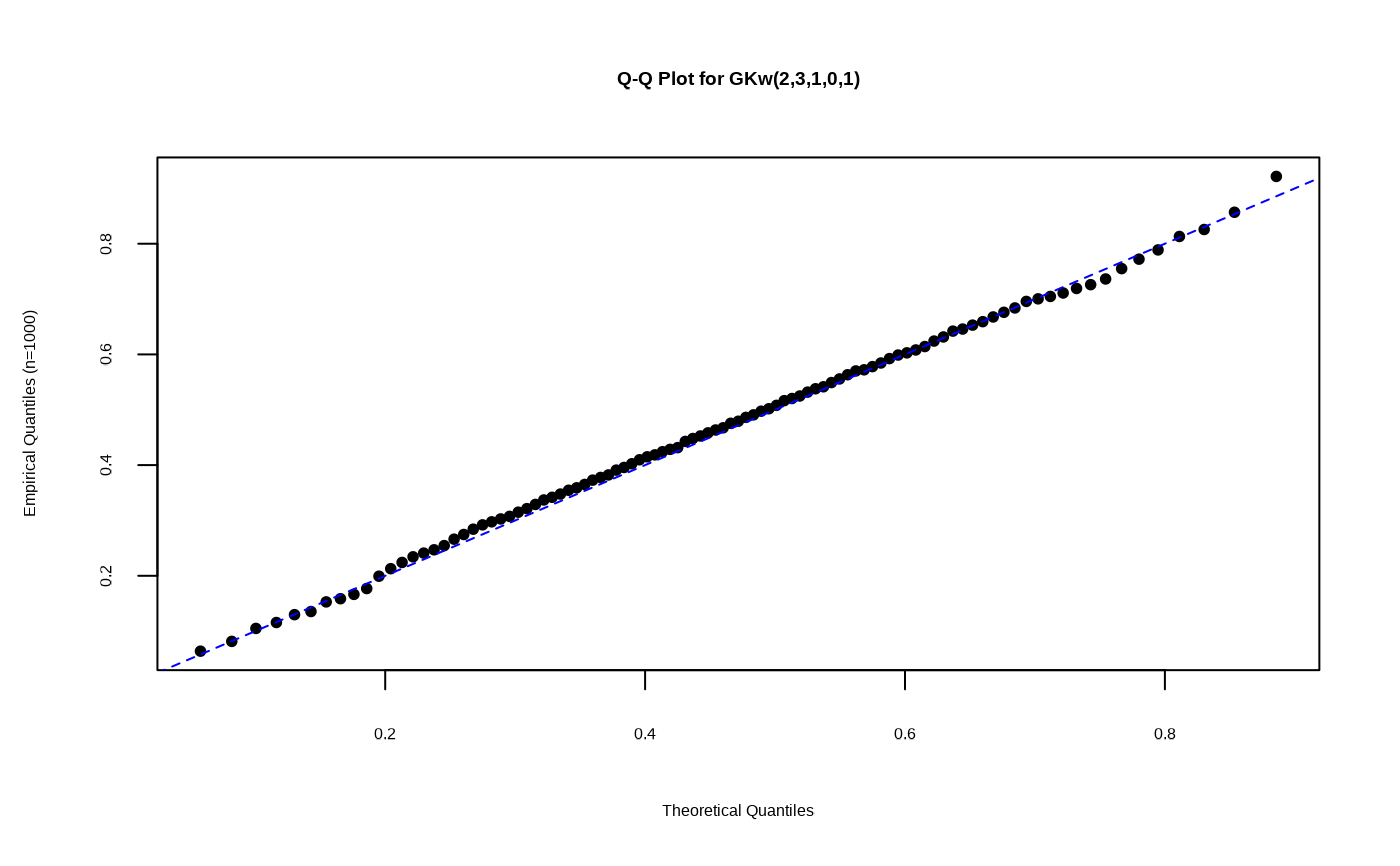 Q-Q Plot for GKw(2,3,1,0,1)
Empirical Quantiles (n=1000)
0.8
0.6
0.4
0.2
0.2 0.4 0.6 0.8
Theoretical Quantiles